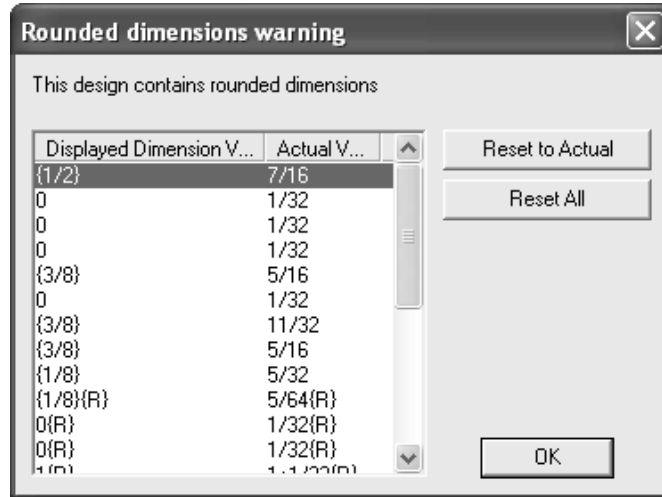 Rounded dimensions warning
This design contains rounded dimensions
Displayed Dimension V... Actual V...
Reset to Actual
{1/2} 7/16
Reset All
0 1/32
0 1/32
0 1/32
{3/8} 5/16
0 1/32
{3/8} 11/32
{3/8} 5/16
{1/8} 5/32
{1/8}{R} 5/64{R}
0{R} 1/32{R}
0{R} 1/32{R}
OK